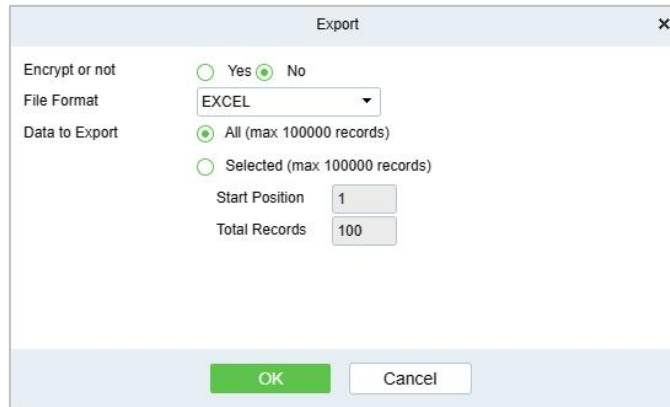 Export
Encrypt or not Yes No
File Format EXCEL
Data to Export All (max 100000 records)
Selected (max 100000 records)
Start Position 1
Total Records 100
OK Cancel